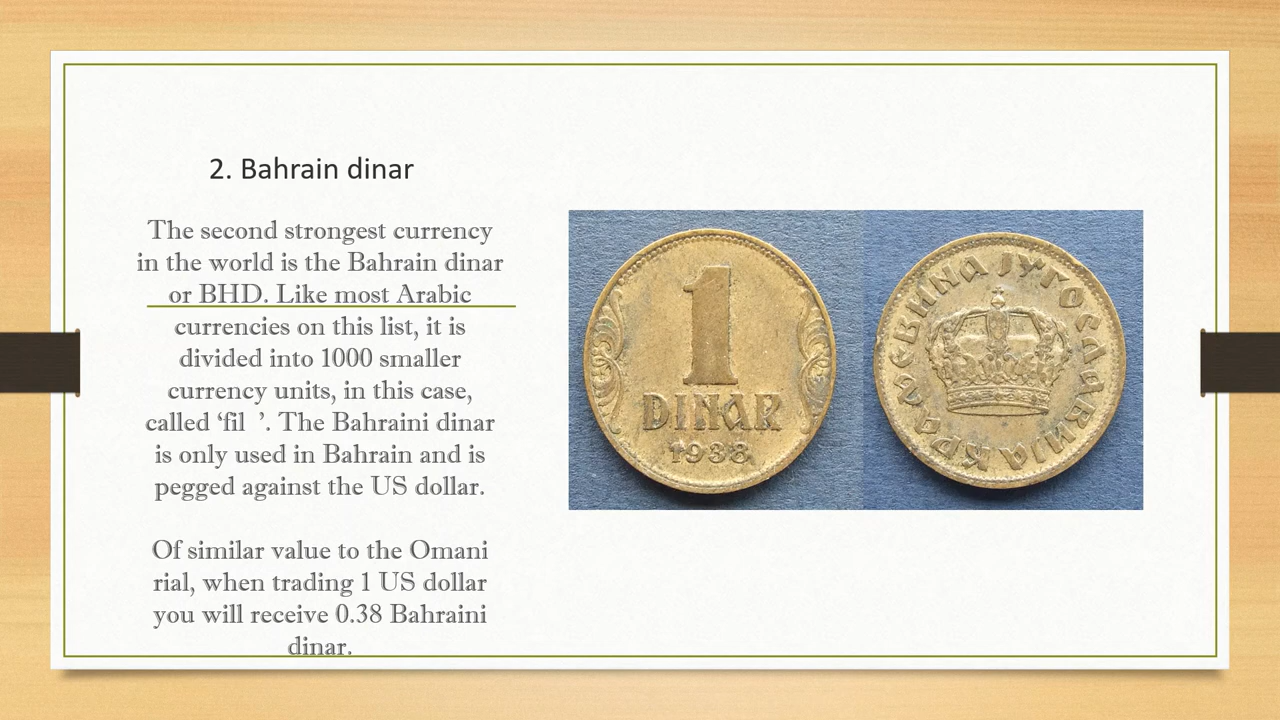 2. Bahrain dinar
The second strongest currency
in the world is the Bahrain dinar
or BHD. Like most Arabic
currencies on this list, it is
divided into 1000 smaller
currency units, in this case,
called ‘fil ’. The Bahraini dinar
is only used in Bahrain and is
pegged against the US dollar.
Of similar value to the Omani
rial, when trading 1 US dollar
you will receive 0.38 Bahraini
dinar.
1
DINAR
1938
КРАЉЕВИНА ЈУГОСЛАВИЈА